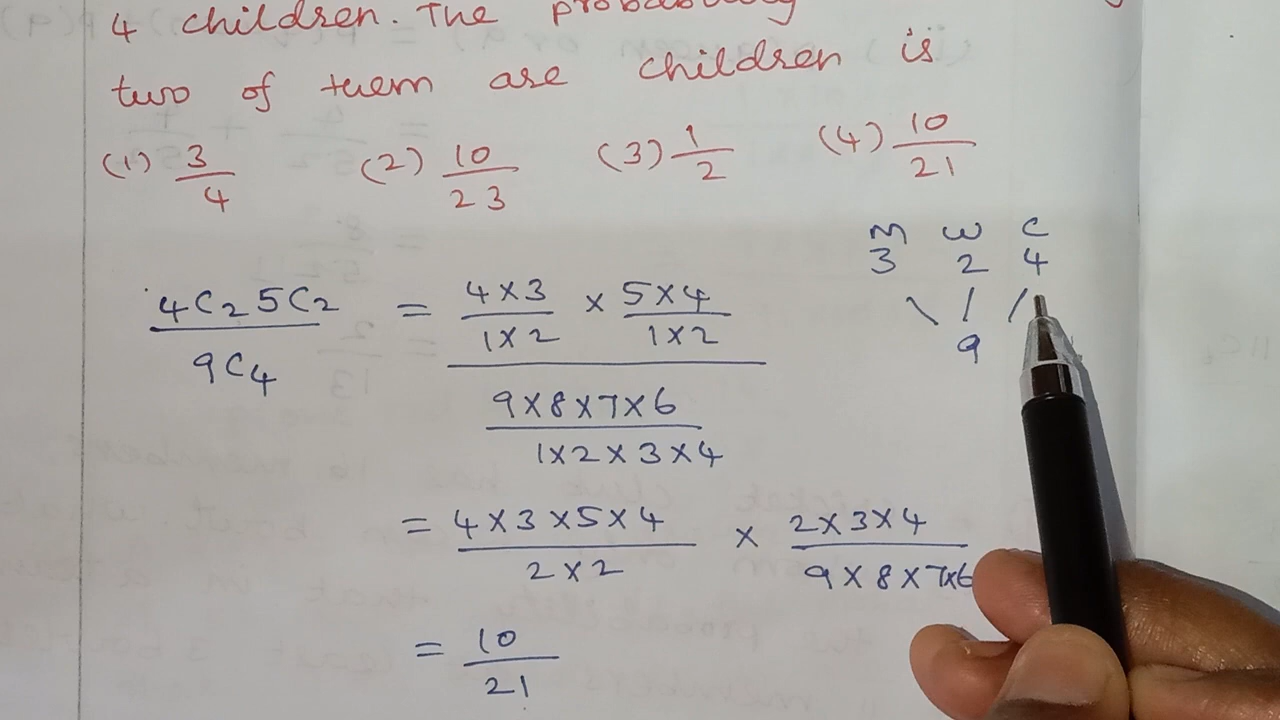 4 children. The probability
two of them are children is
(1) 3/4 (2) 10/23 (3) 1/2 (4) 10/21
M W C
3 2 4
\ | /
9
4C₂ 5C₂ / 9C₄ = (4×3 / 1×2 × 5×4 / 1×2) / (9×8×7×6 / 1×2×3×4)
= 4×3×5×4 / 2×2 × 2×3×4 / 9×8×7×6
= 10/21